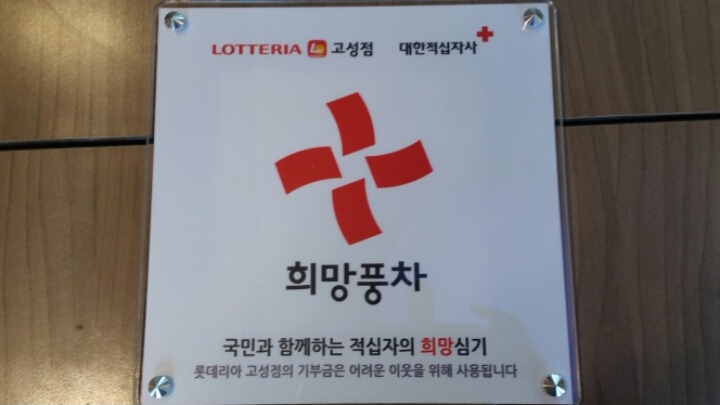 LOTTERIA 고성점 대한적십자사
희망풍차
국민과 함께하는 적십자의 희망심기
롯데리아 고성점의 기부금은 어려운 이웃을 위해 사용됩니다